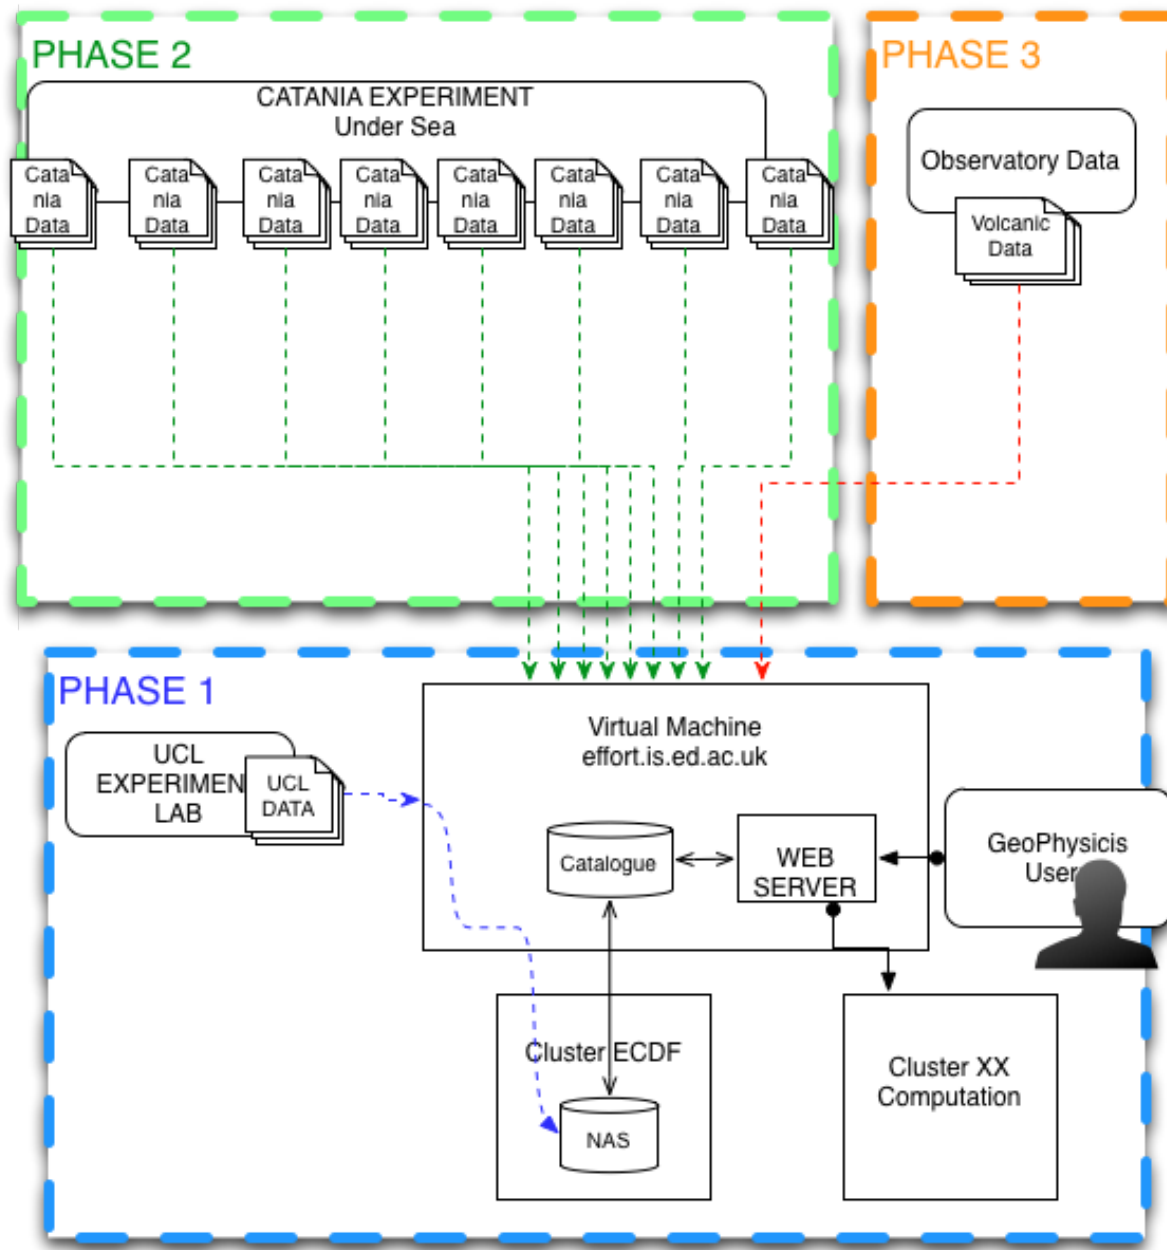 PHASE 2
CATANIA EXPERIMENT
Under Sea
Cata
nia
Data
Cata
nia
Data
Cata
nia
Data
Cata
nia
Data
Cata
nia
Data
Cata
nia
Data
Cata
nia
Data
Cata
nia
Data
PHASE 3
Observatory Data
Volcanic
Data
PHASE 1
UCL
EXPERIMEN
LAB
UCL
DATA
Virtual Machine
effort.is.ed.ac.uk
Catalogue
WEB
SERVER
GeoPhysicis
User
Cluster ECDF
NAS
Cluster XX
Computation